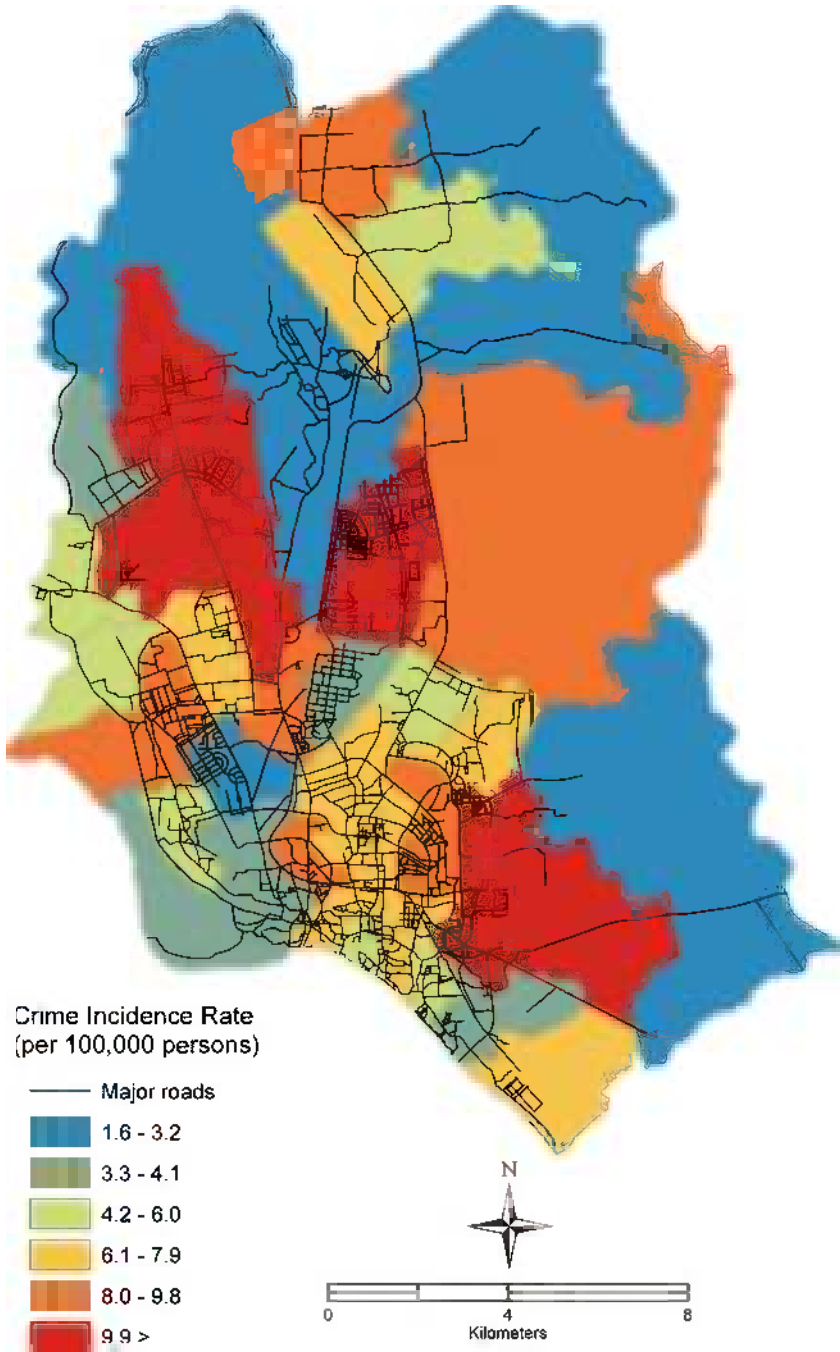 Crime Incidence Rate
(per 100,000 persons)
Major roads
1.6 - 3.2
3.3 - 4.1
4.2 - 6.0
6.1 - 7.9
8.0 - 9.8
9.9 >
N
0 4 8
Kilometers